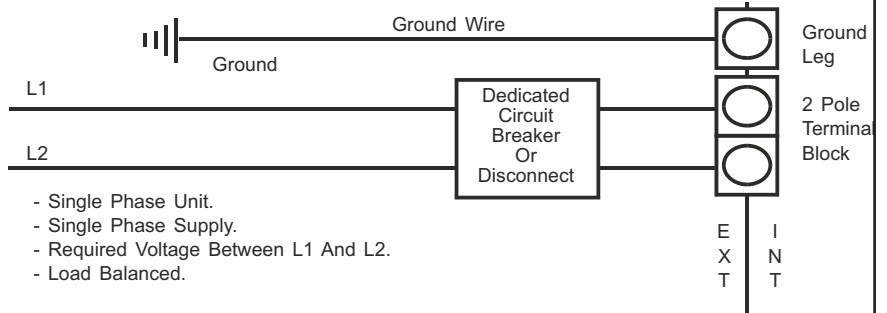 Ground Wire
Ground
Leg
Ground
L1
Dedicated
Circuit
Breaker
Or
Disconnect
2 Pole
Terminal
Block
L2
- Single Phase Unit.
- Single Phase Supply.
- Required Voltage Between L1 And L2.
- Load Balanced.
E
X
T
I
N
T